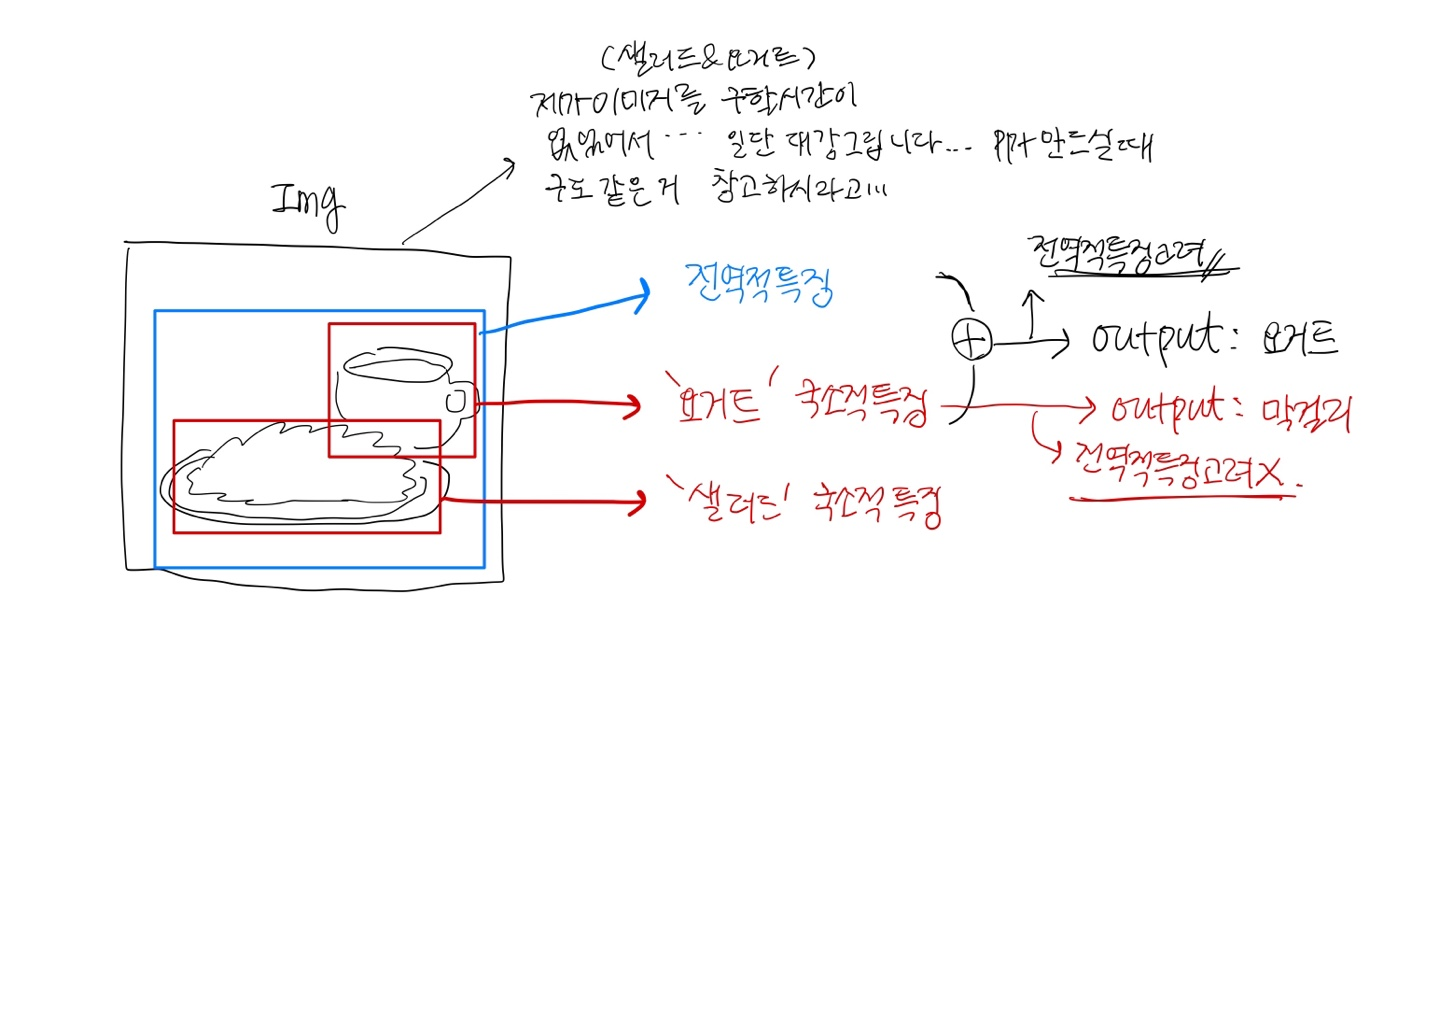 (샐러드&요거트)
제가 이미지를 구할시간이
없었어서... 일단 대강그립니다... PPT 만드실때
구도 같은 거 참고하시라고...
Img
전역적특징고려
전역적특징
output: 요거트
'요거트' 국소적특징
output: 막걸리
전역적특징고려X.
'샐러드' 국소적특징